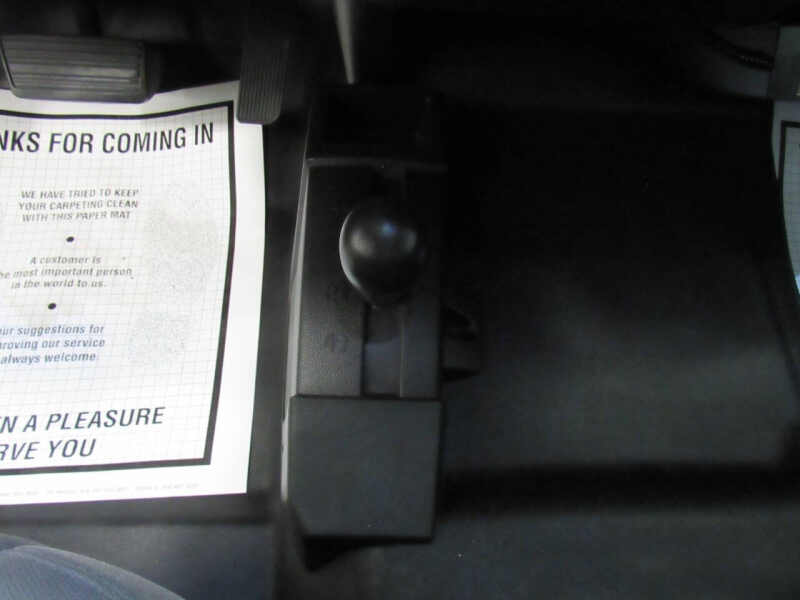 NKS FOR COMING IN
WE HAVE TRIED TO KEEP
YOUR CARPETING CLEAN
WITH THIS PAPER MAT
A customer is
he most important person
in the world to us.
ur suggestions for
roving our service
always welcome.
N A PLEASURE
RVE YOU